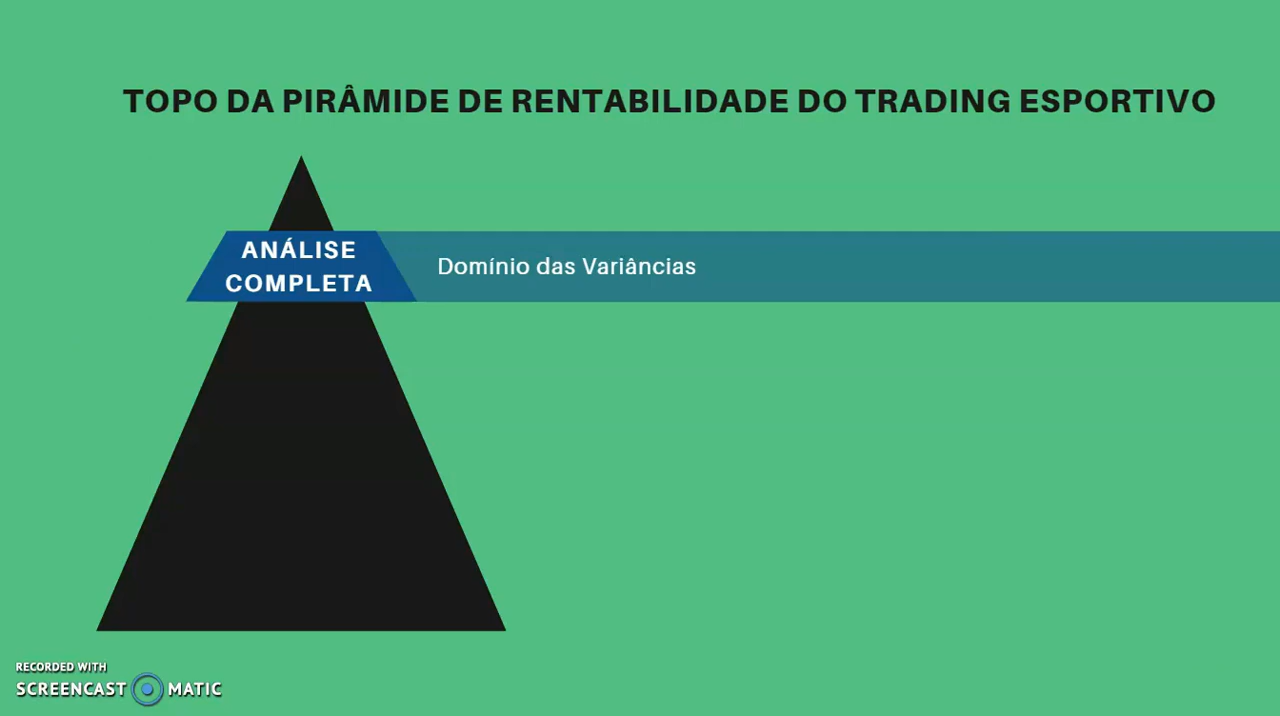 TOPO DA PIRÂMIDE DE RENTABILIDADE DO TRADING ESPORTIVO
ANÁLISE
COMPLETA
Domínio das Variâncias
RECORDED WITH
SCREENCAST MATIC